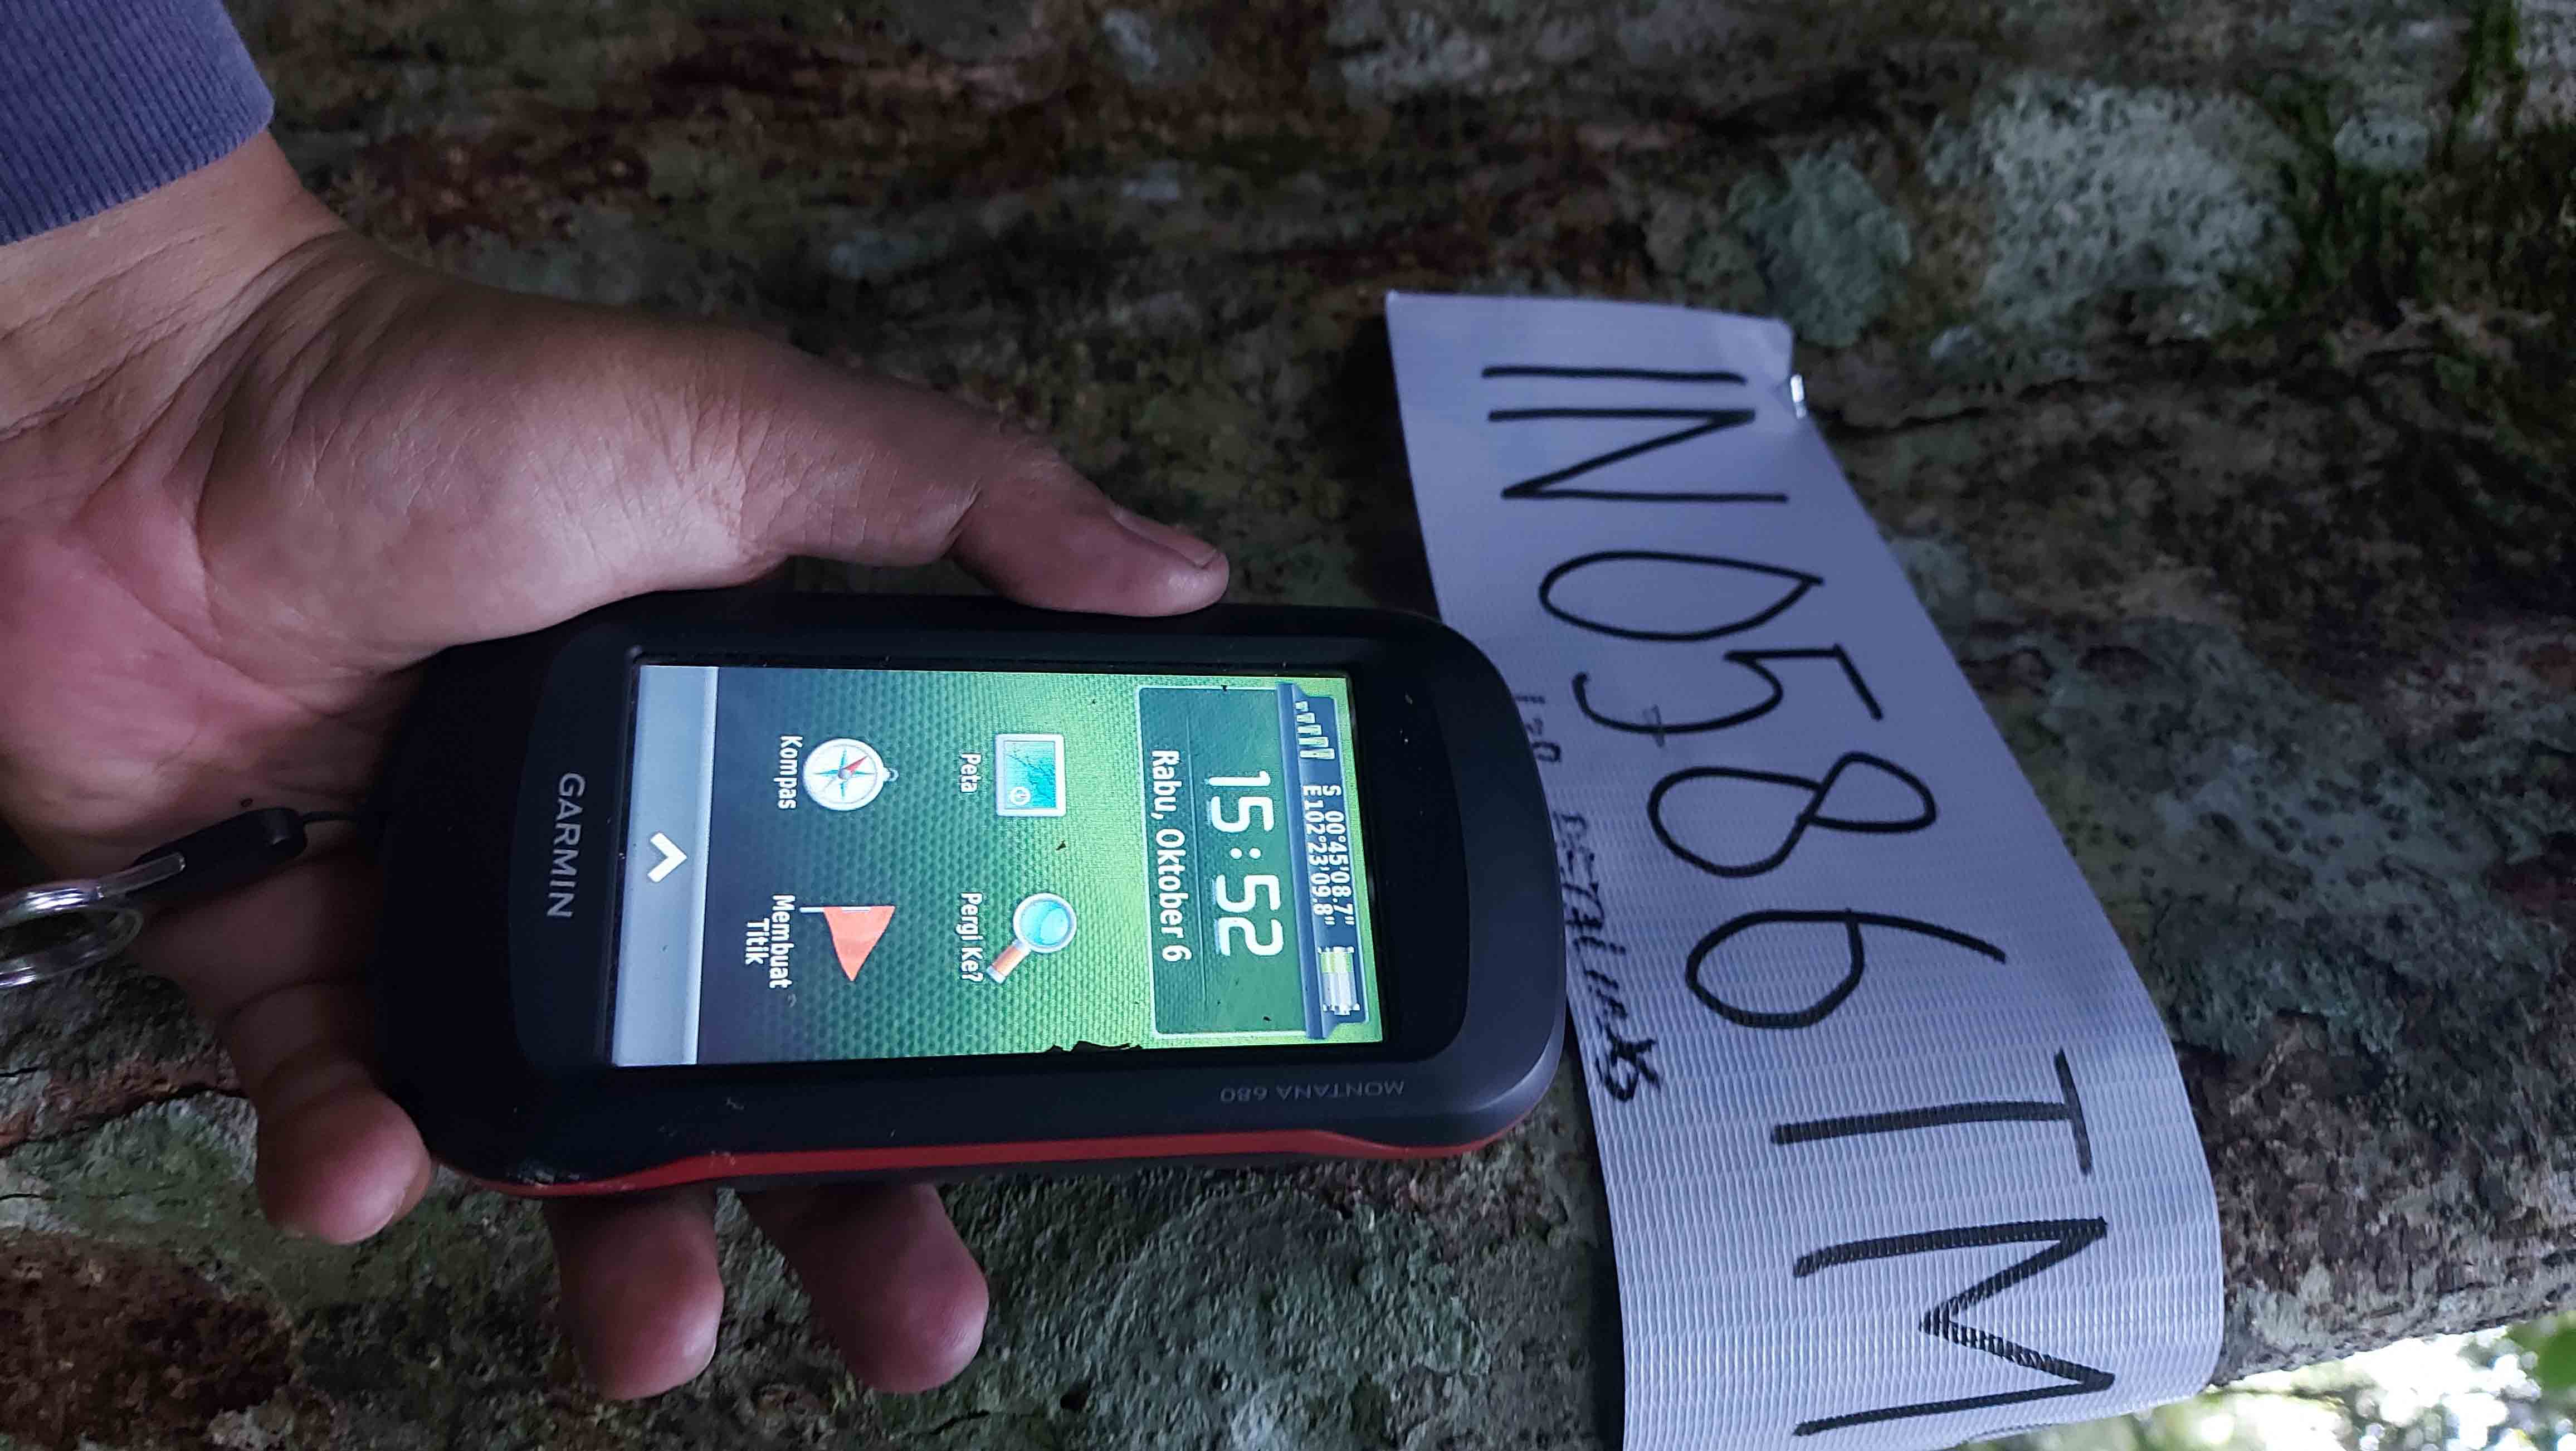 S 00°45'08.7"
E 102°23'09.8"
15:52
Rabu, Oktober 6
Peta
Pergi Ke?
Kompas
Membuat
Titik
GARMIN
MONTANA 680
IN0586TM